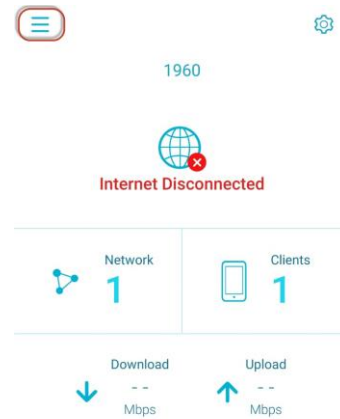 1960
Internet Disconnected
Network
1
Clients
1
Download
--
Mbps
Upload
--
Mbps